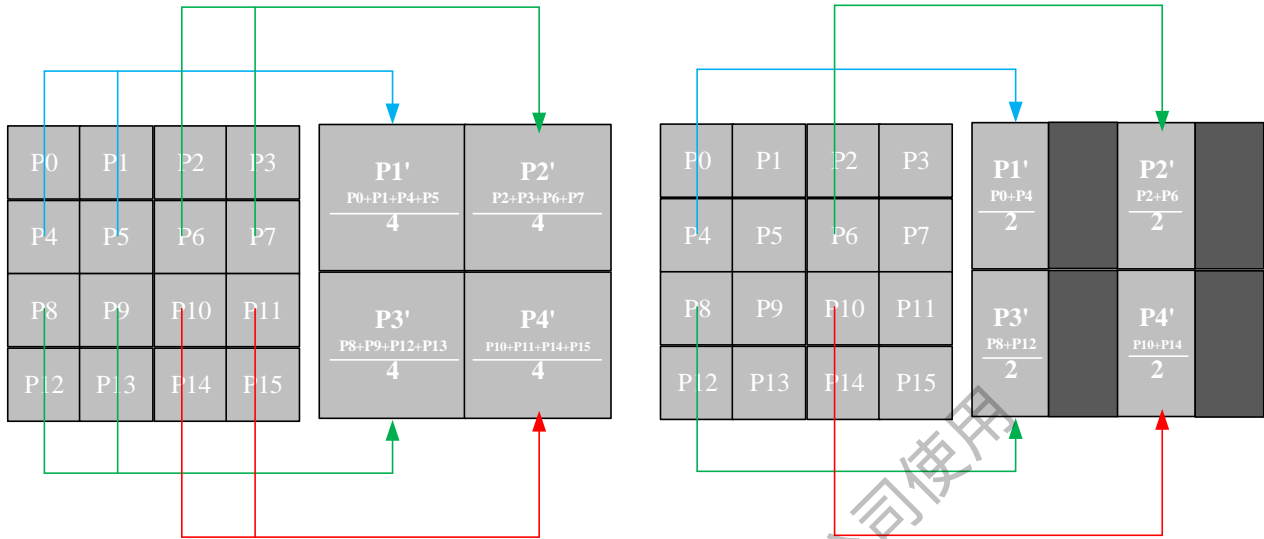 P0 P1 P2 P3
P4 P5 P6 P7
P8 P9 P10 P11
P12 P13 P14 P15
P1'
P0+P1+P4+P5
4
P2'
P2+P3+P6+P7
4
P3'
P8+P9+P12+P13
4
P4'
P10+P11+P14+P15
4
P0 P1 P2 P3
P4 P5 P6 P7
P8 P9 P10 P11
P12 P13 P14 P15
P1'
P0+P4
2
P2'
P2+P6
2
P3'
P8+P12
2
P4'
P10+P14
2
司使用